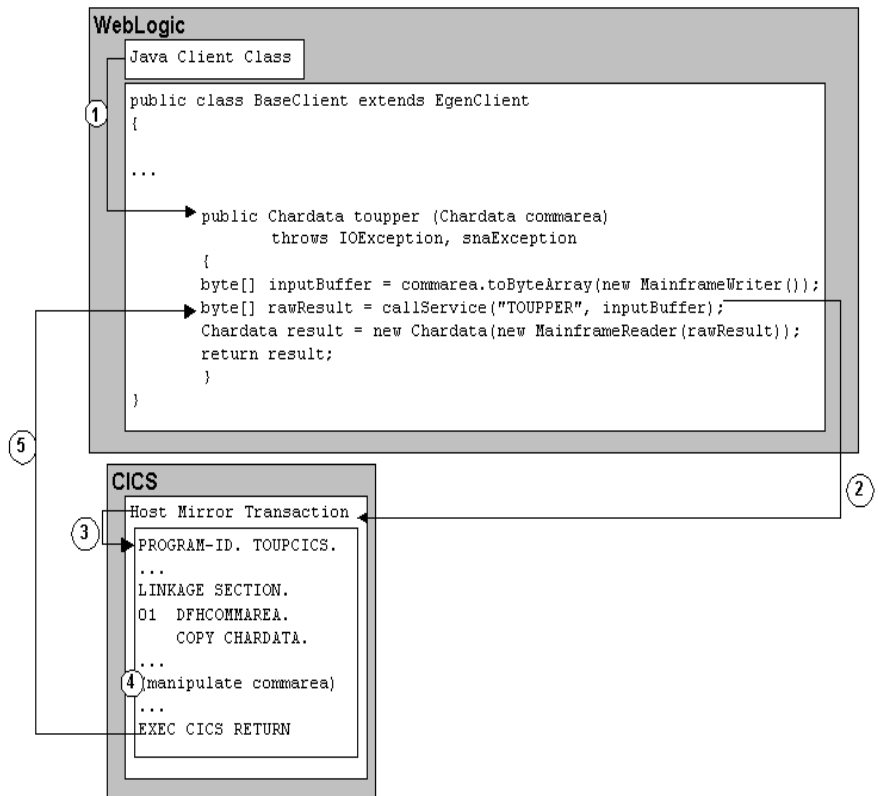 WebLogic
Java Client Class
1
public class BaseClient extends EgenClient
{
...
public Chardata toupper (Chardata commarea)
throws IOException, snaException
{
byte[] inputBuffer = commarea.toByteArray(new MainframeWriter());
byte[] rawResult = callService("TOUPPER", inputBuffer);
Chardata result = new Chardata(new MainframeReader(rawResult));
return result;
}
}
5
2
CICS
Host Mirror Transaction
3
PROGRAM-ID. TOUPCICS.
...
LINKAGE SECTION.
01 DFHCOMMAREA.
COPY CHARDATA.
...
4
(manipulate commarea)
...
EXEC CICS RETURN